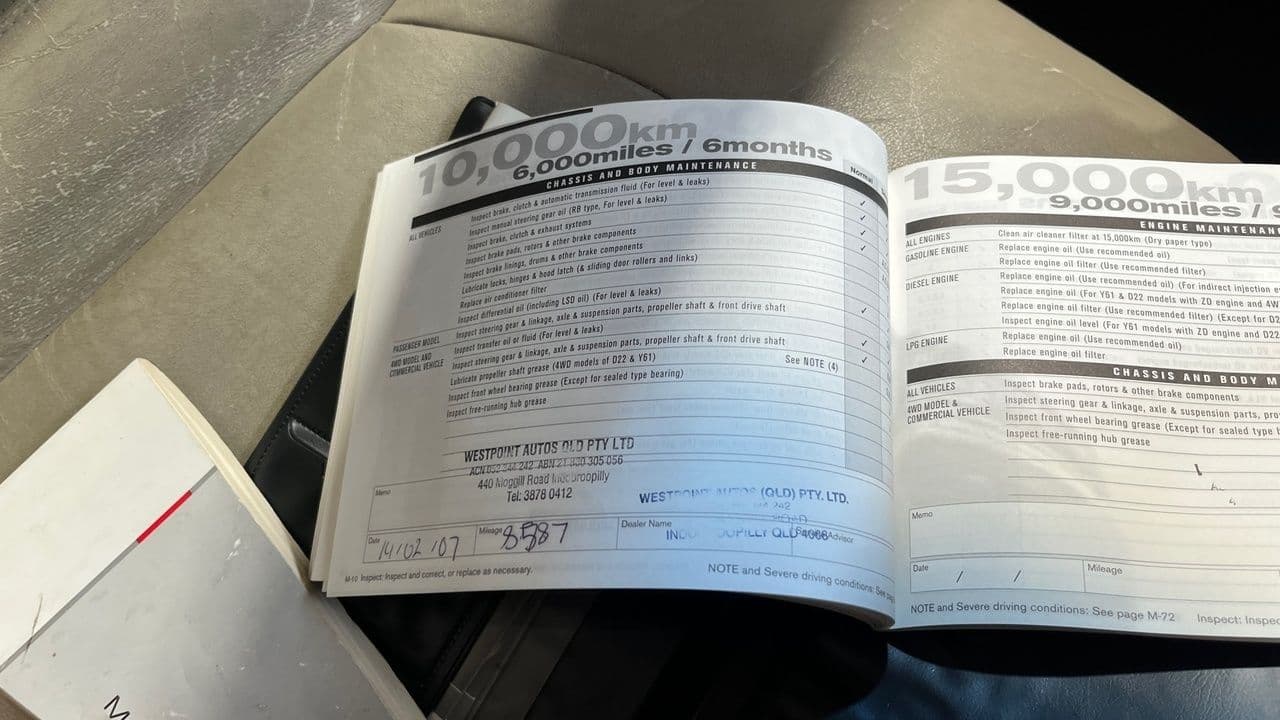 10,000km
6,000miles / 6months
Normal
CHASSIS AND BODY MAINTENANCE
ALL VEHICLES
Inspect brake, clutch & automatic transmission fluid (For level & leaks) ✓
Inspect manual steering gear oil (RB type, For level & leaks) ✓
Inspect brake, clutch & exhaust systems ✓
Inspect brake pads, rotors & other brake components ✓
Inspect brake linings, drums & other brake components
Lubricate locks, hinges & hood latch (& sliding door rollers and links)
Replace air conditioner filter
Inspect differential oil (including LSD oil) (For level & leaks) ✓
PASSENGER MODEL
Inspect steering gear & linkage, axle & suspension parts, propeller shaft & front drive shaft
4WD MODEL AND COMMERCIAL VEHICLE
Inspect transfer oil or fluid (For level & leaks) ✓
Inspect steering gear & linkage, axle & suspension parts, propeller shaft & front drive shaft ✓
Lubricate propeller shaft grease (4WD models of D22 & Y61) See NOTE (4) ✓
Inspect front wheel bearing grease (Except for sealed type bearing)
Inspect free-running hub grease
WESTPOINT AUTOS QLD PTY LTD
440 Moggill Road Indooroopilly
Tel: 3878 0412
Memo
WESTPOINT AUTOS (QLD) PTY. LTD.
Date 14/02/07
Mileage 8587
Dealer Name
INDOOROOPILLY QLD 4068
Advisor
M-10 Inspect: Inspect and correct, or replace as necessary.
NOTE and Severe driving conditions: See
15,000km
9,000miles /
ENGINE MAINTENAN
ALL ENGINES
Clean air cleaner filter at 15,000km (Dry paper type)
GASOLINE ENGINE
Replace engine oil (Use recommended oil)
Replace engine oil filter (Use recommended filter)
DIESEL ENGINE
Replace engine oil (Use recommended oil) (For indirect injection e
Replace engine oil (For Y61 & D22 models with ZD engine and 4W
Replace engine oil filter (Use recommended filter) (Except for D2
Inspect engine oil level (For Y61 models with ZD engine and D22
LPG ENGINE
Replace engine oil (Use recommended oil)
Replace engine oil filter
CHASSIS AND BODY M
ALL VEHICLES
Inspect brake pads, rotors & other brake components
4WD MODEL & COMMERCIAL VEHICLE
Inspect steering gear & linkage, axle & suspension parts, pro
Inspect front wheel bearing grease (Except for sealed type
Inspect free-running hub grease
Memo
Date / /
Mileage
NOTE and Severe driving conditions: See page M-72
Inspect: Inspec
M